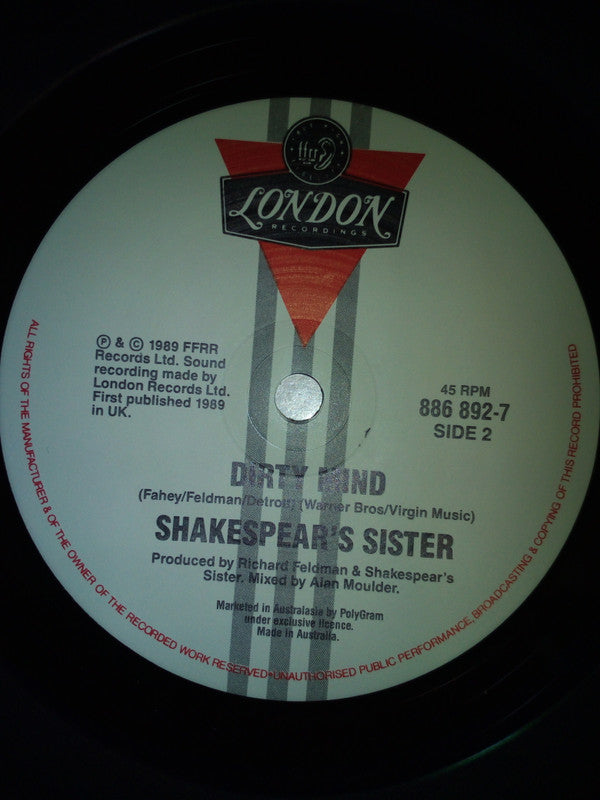 LONDON
RECORDINGS
℗ & © 1989 FFRR
Records Ltd. Sound
recording made by
London Records Ltd.
First published 1989
in UK.
45 RPM
886 892-7
SIDE 2
DIRTY MIND
(Fahey/Feldman/Detroit) (Warner Bros/Virgin Music)
SHAKESPEAR'S SISTER
Produced by Richard Feldman & Shakespear's
Sister. Mixed by Alan Moulder.
Marketed in Australasia by PolyGram
under exclusive licence.
Made in Australia.
ALL RIGHTS OF THE MANUFACTURER & OF THE OWNER OF THE RECORDED WORK RESERVED•UNAUTHORISED PUBLIC PERFORMANCE, BROADCASTING & COPYING OF THIS RECORD PROHIBITED